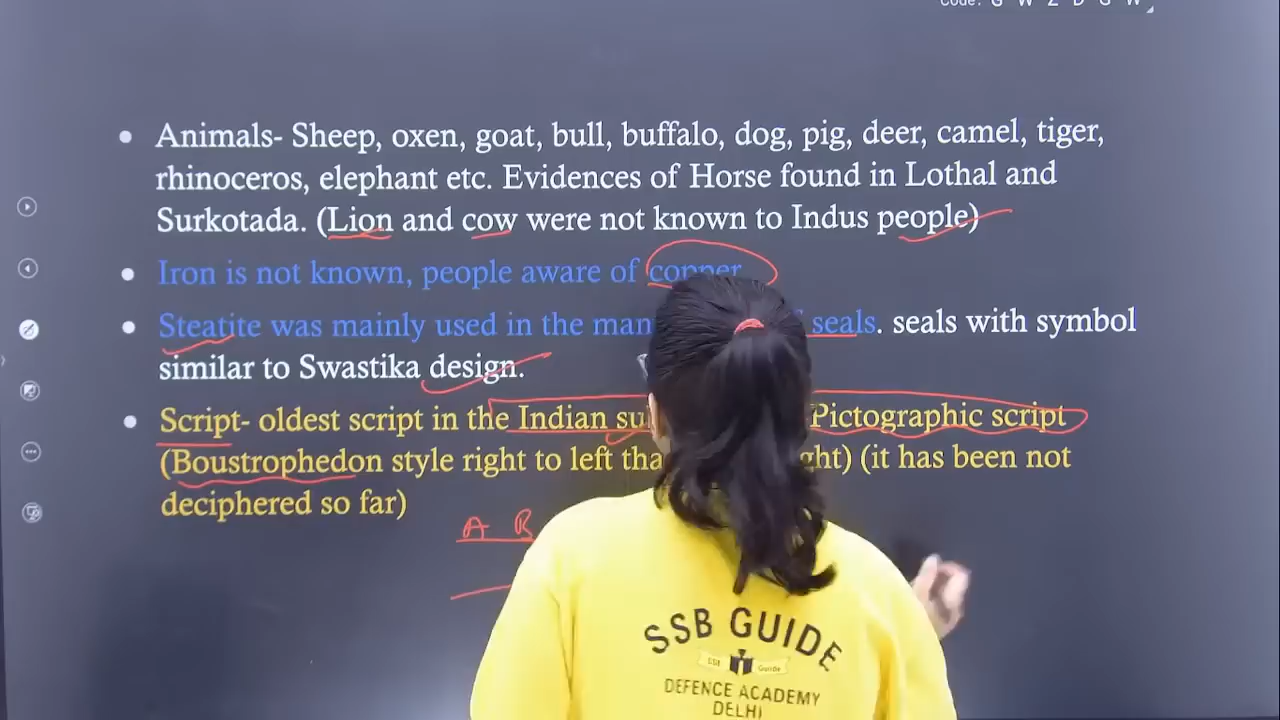 Code: G W Z D G W
• Animals- Sheep, oxen, goat, bull, buffalo, dog, pig, deer, camel, tiger,
rhinoceros, elephant etc. Evidences of Horse found in Lothal and
Surkotada. (Lion and cow were not known to Indus people)
• Iron is not known, people aware of copper
• Steatite was mainly used in the man seals. seals with symbol
similar to Swastika design.
• Script- oldest script in the Indian su Pictographic script
(Boustrophedon style right to left tha ght) (it has been not
deciphered so far)
A B
SSB GUIDE
SSB Guide
DEFENCE ACADEMY
DELHI